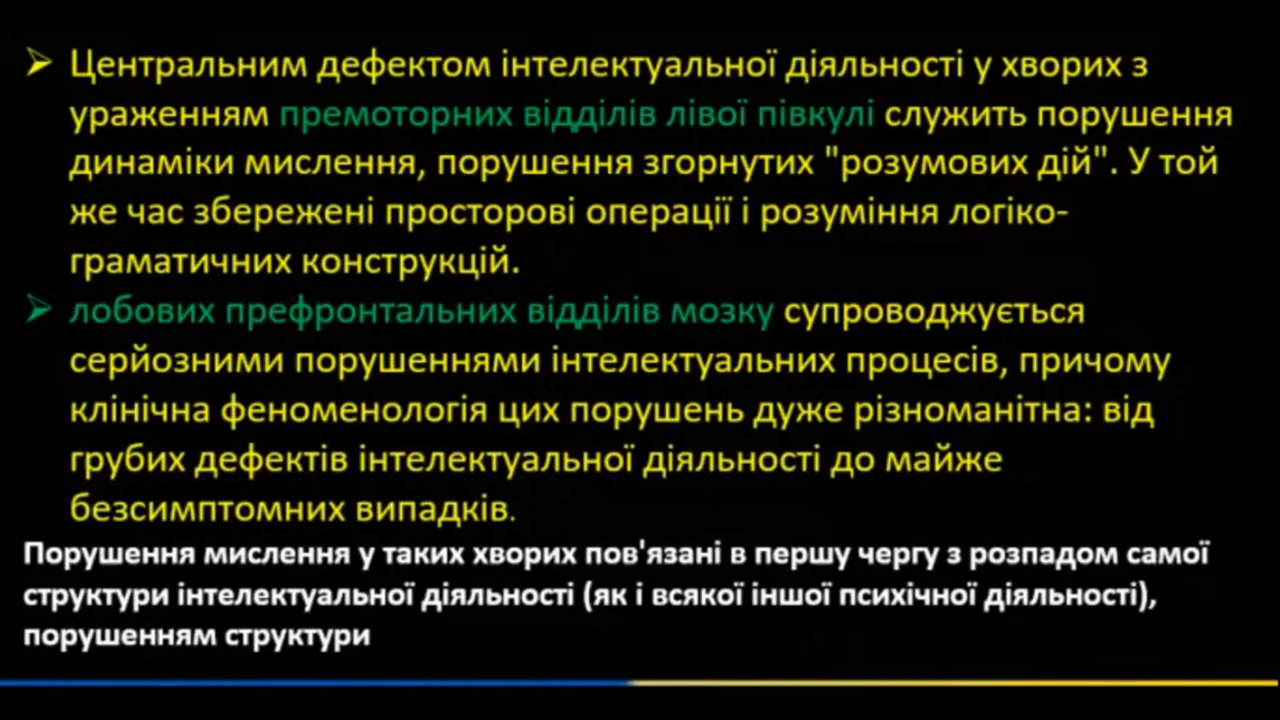 Центральним дефектом інтелектуальної діяльності у хворих з
ураженням премоторних відділів лівої півкулі служить порушення
динаміки мислення, порушення згорнутих "розумових дій". У той
же час збережені просторові операції і розуміння логіко-
граматичних конструкцій.
лобових префронтальних відділів мозку супроводжується
серйозними порушеннями інтелектуальних процесів, причому
клінічна феноменологія цих порушень дуже різноманітна: від
грубих дефектів інтелектуальної діяльності до майже
безсимптомних випадків.
Порушення мислення у таких хворих пов'язані в першу чергу з розпадом самої
структури інтелектуальної діяльності (як і всякої іншої психічної діяльності),
порушенням структури